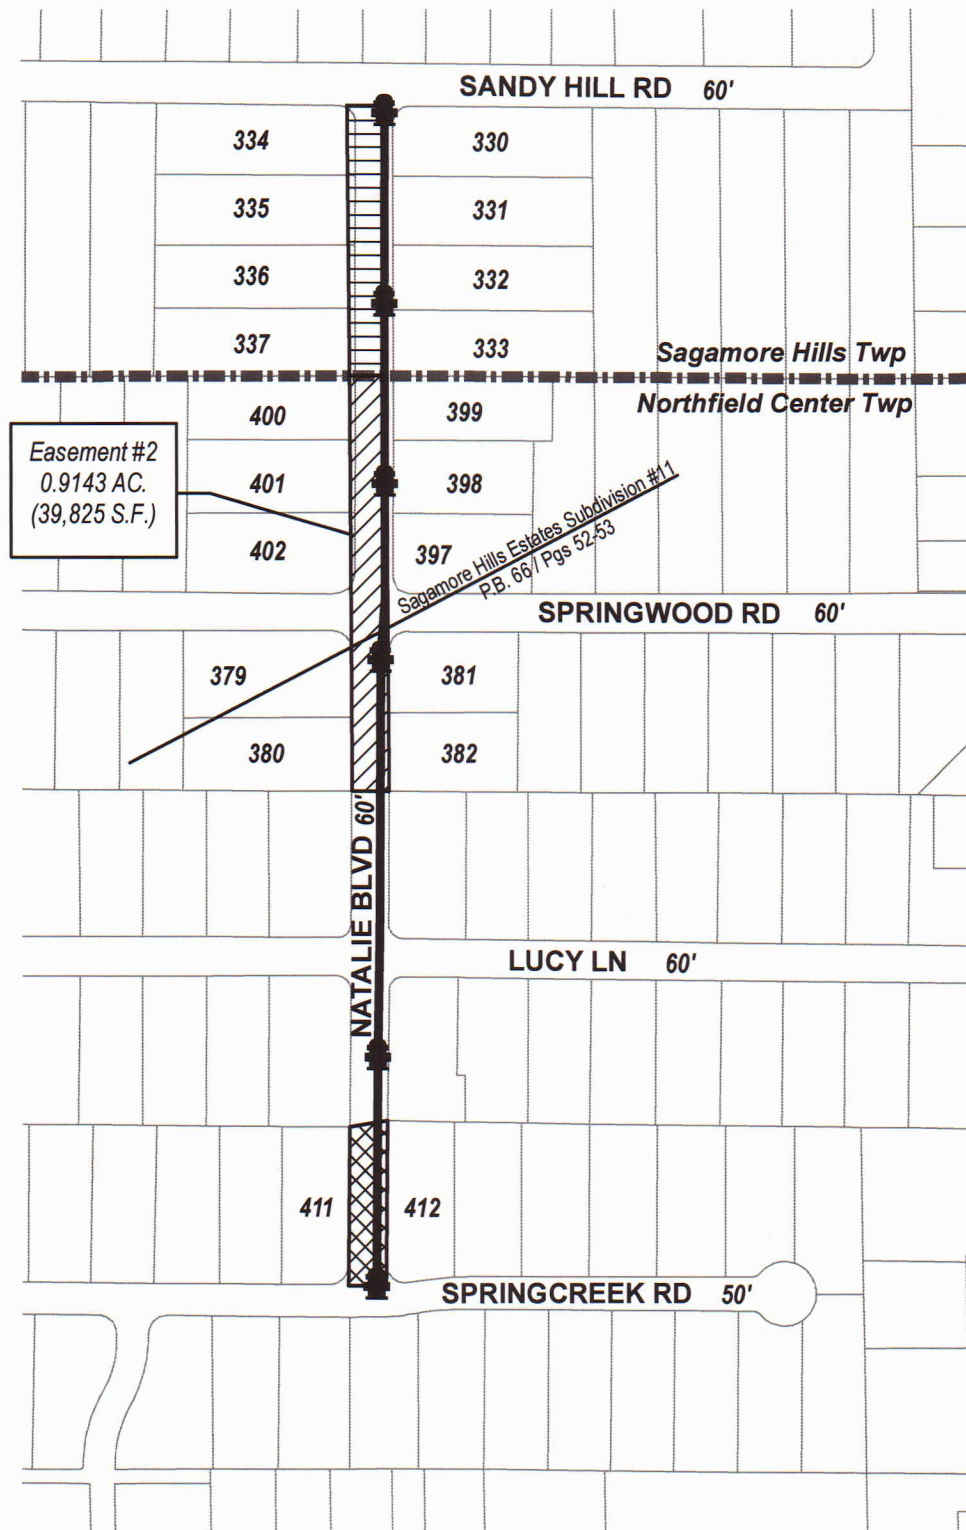 SANDY HILL RD 60'
334 330
335 331
336 332
337 333
Sagamore Hills Twp
Northfield Center Twp
400 399
Easement #2
0.9143 AC.
(39,825 S.F.)
401 398
402 397
Sagamore Hills Estates Subdivision #11
P.B. 66 / Pgs 52-53
SPRINGWOOD RD 60'
379 381
380 382
NATALIE BLVD 60'
LUCY LN 60'
411 412
SPRINGCREEK RD 50'